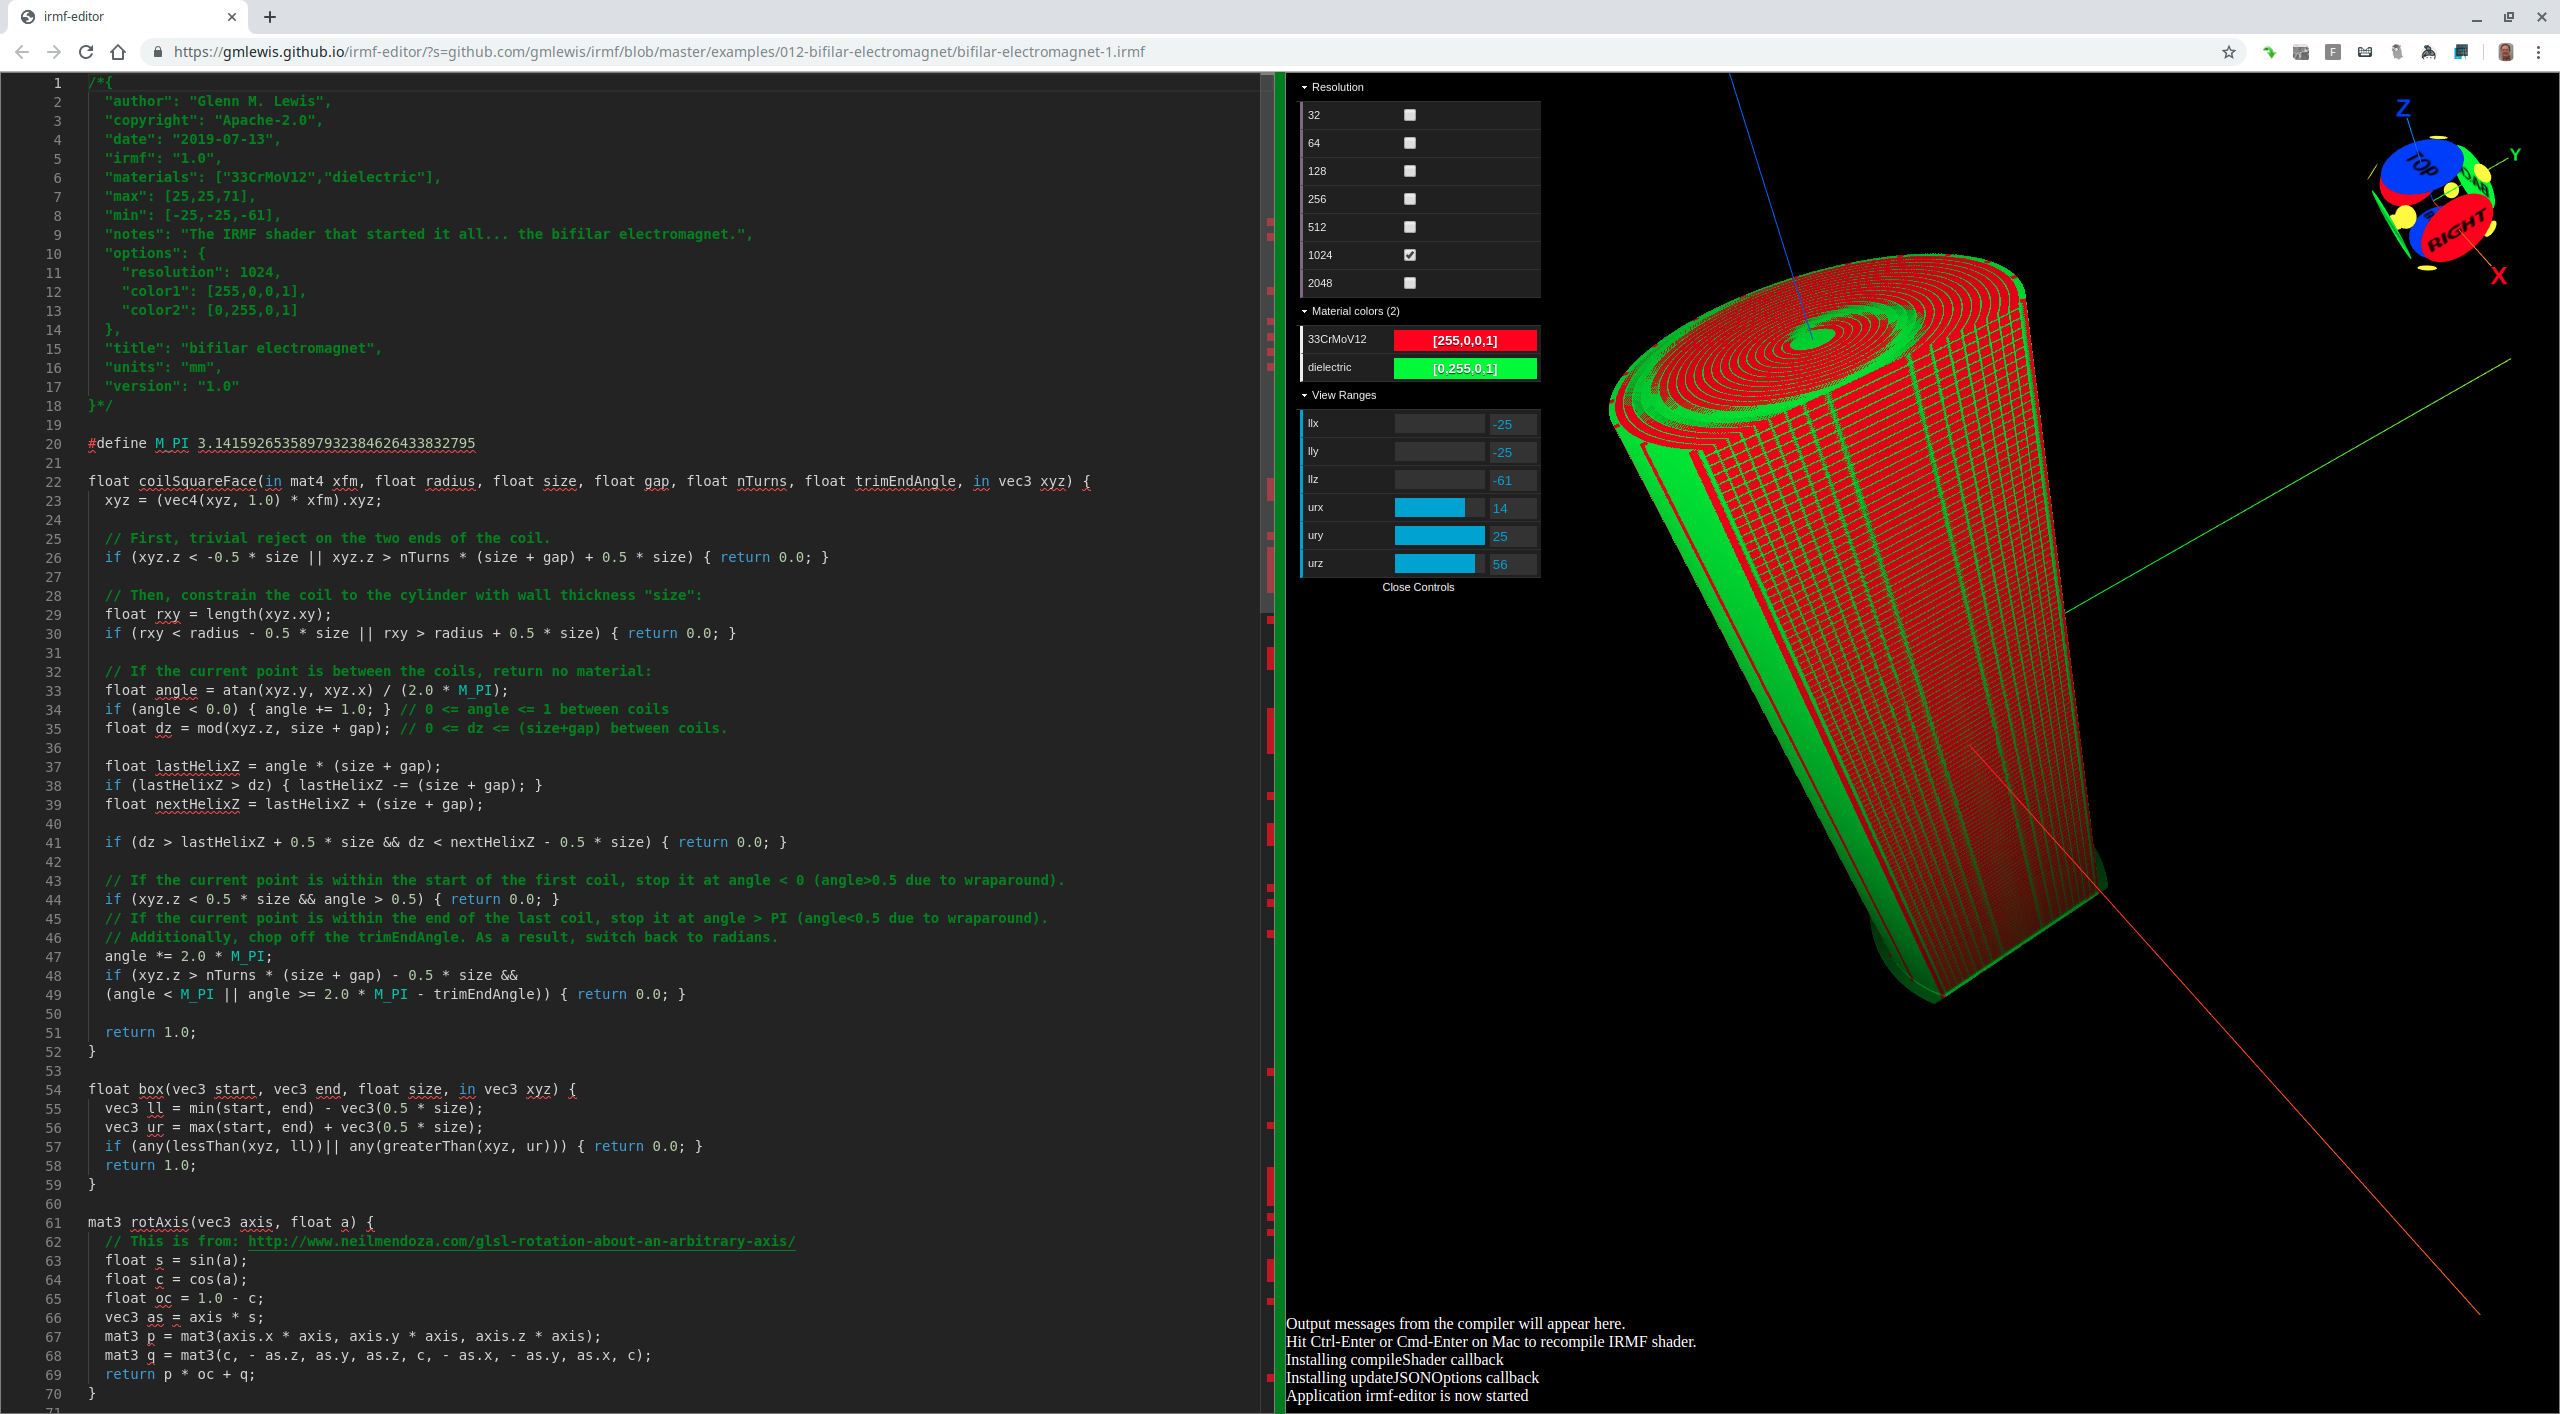 irmf-editor
https://gmlewis.github.io/irmf-editor/?s=github.com/gmlewis/irmf/blob/master/examples/012-bifilar-electromagnet/bifilar-electromagnet-1.irmf
1 /*{
2 "author": "Glenn M. Lewis",
3 "copyright": "Apache-2.0",
4 "date": "2019-07-13",
5 "irmf": "1.0",
6 "materials": ["33CrMoV12","dielectric"],
7 "max": [25,25,71],
8 "min": [-25,-25,-61],
9 "notes": "The IRMF shader that started it all... the bifilar electromagnet.",
10 "options": {
11 "resolution": 1024,
12 "color1": [255,0,0,1],
13 "color2": [0,255,0,1]
14 },
15 "title": "bifilar electromagnet",
16 "units": "mm",
17 "version": "1.0"
18 }*/
19
20 #define M_PI 3.1415926535897932384626433832795
21
22 float coilSquareFace(in mat4 xfm, float radius, float size, float gap, float nTurns, float trimEndAngle, in vec3 xyz) {
23 xyz = (vec4(xyz, 1.0) * xfm).xyz;
24
25 // First, trivial reject on the two ends of the coil.
26 if (xyz.z < -0.5 * size || xyz.z > nTurns * (size + gap) + 0.5 * size) { return 0.0; }
27
28 // Then, constrain the coil to the cylinder with wall thickness "size":
29 float rxy = length(xyz.xy);
30 if (rxy < radius - 0.5 * size || rxy > radius + 0.5 * size) { return 0.0; }
31
32 // If the current point is between the coils, return no material:
33 float angle = atan(xyz.y, xyz.x) / (2.0 * M_PI);
34 if (angle < 0.0) { angle += 1.0; } // 0 <= angle <= 1 between coils
35 float dz = mod(xyz.z, size + gap); // 0 <= dz <= (size+gap) between coils.
36
37 float lastHelixZ = angle * (size + gap);
38 if (lastHelixZ > dz) { lastHelixZ -= (size + gap); }
39 float nextHelixZ = lastHelixZ + (size + gap);
40
41 if (dz > lastHelixZ + 0.5 * size && dz < nextHelixZ - 0.5 * size) { return 0.0; }
42
43 // If the current point is within the start of the first coil, stop it at angle < 0 (angle>0.5 due to wraparound).
44 if (xyz.z < 0.5 * size && angle > 0.5) { return 0.0; }
45 // If the current point is within the end of the last coil, stop it at angle > PI (angle<0.5 due to wraparound).
46 // Additionally, chop off the trimEndAngle. As a result, switch back to radians.
47 angle *= 2.0 * M_PI;
48 if (xyz.z > nTurns * (size + gap) - 0.5 * size &&
49 (angle < M_PI || angle >= 2.0 * M_PI - trimEndAngle)) { return 0.0; }
50
51 return 1.0;
52 }
53
54 float box(vec3 start, vec3 end, float size, in vec3 xyz) {
55 vec3 ll = min(start, end) - vec3(0.5 * size);
56 vec3 ur = max(start, end) + vec3(0.5 * size);
57 if (any(lessThan(xyz, ll))|| any(greaterThan(xyz, ur))) { return 0.0; }
58 return 1.0;
59 }
60
61 mat3 rotAxis(vec3 axis, float a) {
62 // This is from: http://www.neilmendoza.com/glsl-rotation-about-an-arbitrary-axis/
63 float s = sin(a);
64 float c = cos(a);
65 float oc = 1.0 - c;
66 vec3 as = axis * s;
67 mat3 p = mat3(axis.x * axis, axis.y * axis, axis.z * axis);
68 mat3 q = mat3(c, - as.z, as.y, as.z, c, - as.x, - as.y, as.x, c);
69 return p * oc + q;
70 }
71
Resolution
32
64
128
256
512
1024
2048
Material colors (2)
33CrMoV12 [255,0,0,1]
dielectric [0,255,0,1]
View Ranges
llx -25
lly -25
llz -61
urx 14
ury 25
urz 56
Close Controls
Z
Y
TOP
RIGHT
X
Output messages from the compiler will appear here.
Hit Ctrl-Enter or Cmd-Enter on Mac to recompile IRMF shader.
Installing compileShader callback
Installing updateJSONOptions callback
Application irmf-editor is now started